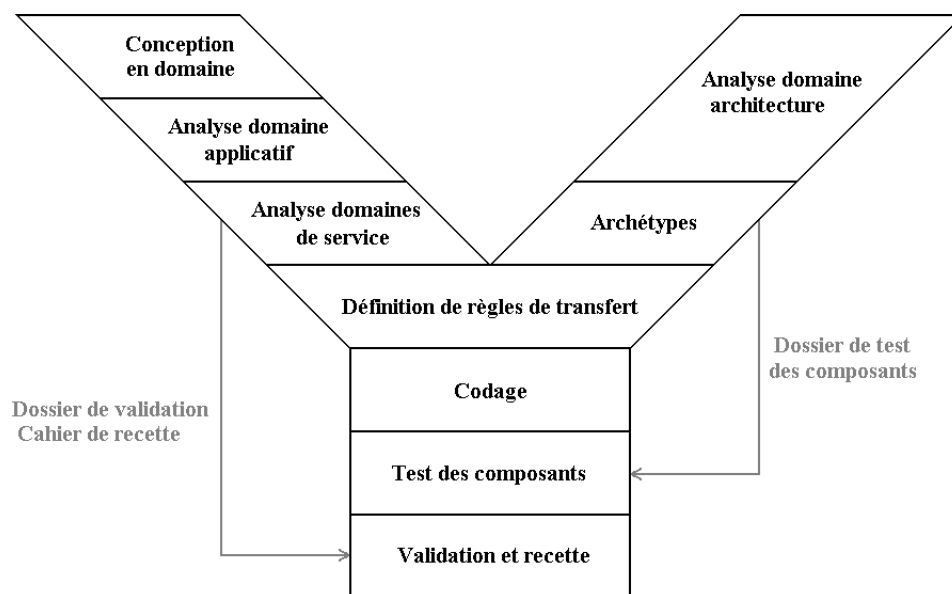 Conception
en domaine
Analyse domaine
applicatif
Analyse domaines
de service
Analyse domaine
architecture
Archétypes
Définition de règles de transfert
Dossier de validation
Cahier de recette
Dossier de test
des composants
Codage
Test des composants
Validation et recette